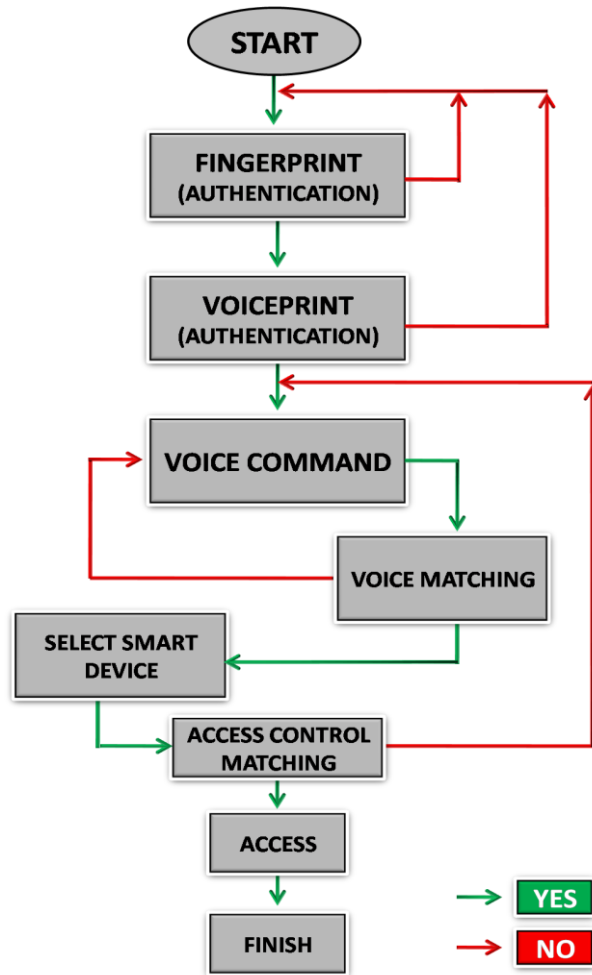 START
FINGERPRINT
(AUTHENTICATION)
VOICEPRINT
(AUTHENTICATION)
VOICE COMMAND
VOICE MATCHING
SELECT SMART
DEVICE
ACCESS CONTROL
MATCHING
ACCESS
YES
FINISH
NO